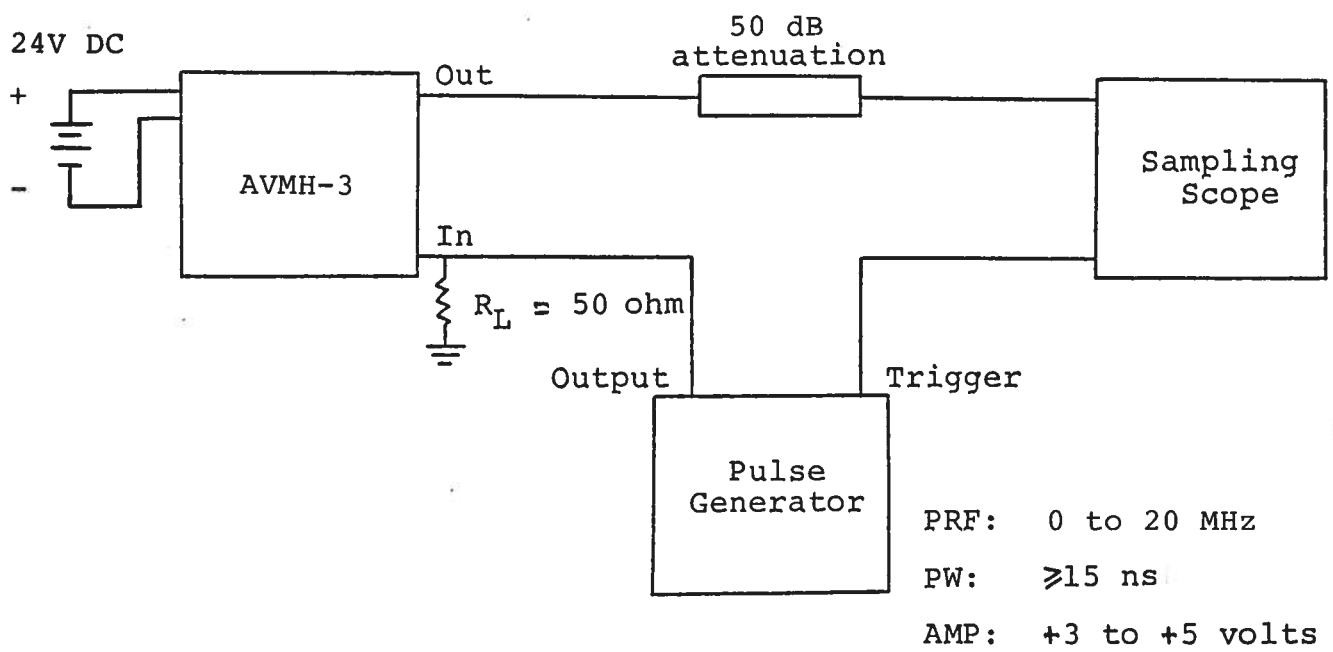 24V DC
+
-
AVMH-3
Out
In
50 dB
attenuation
Sampling
Scope
R_L = 50 ohm
Output
Trigger
Pulse
Generator
PRF: 0 to 20 MHz
PW: ⩾15 ns
AMP: +3 to +5 volts